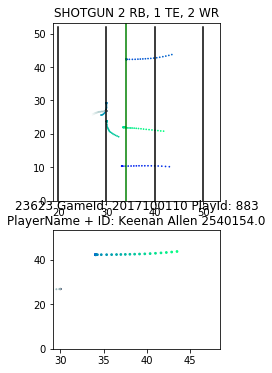 SHOTGUN 2 RB, 1 TE, 2 WR
50
40
30
20
10
0
20 30 40 50
23623 GameId: 2017100110 PlayId: 883
PlayerName + ID: Keenan Allen 2540154.0
40
20
0
30 35 40 45